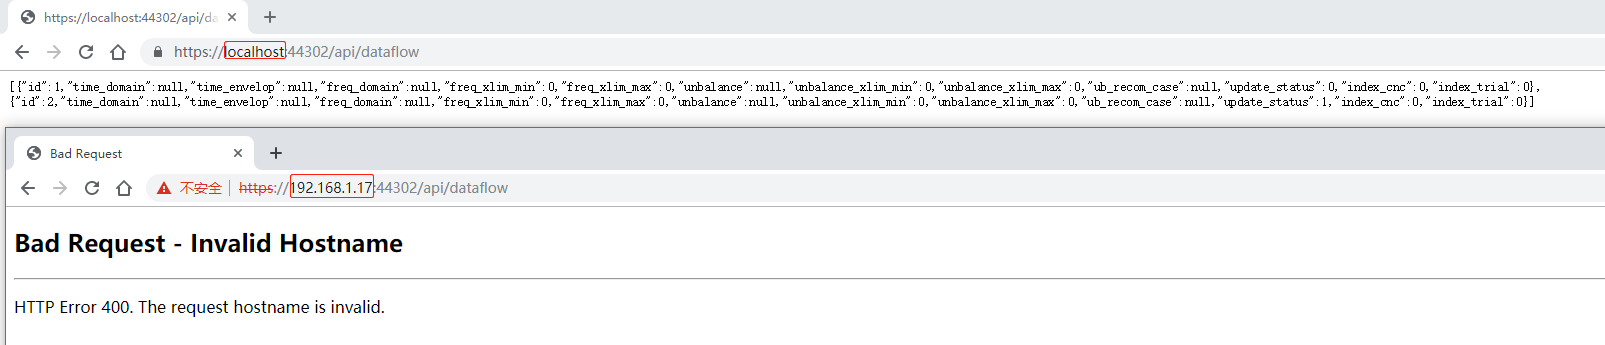 https://localhost:44302/api/da
https://localhost:44302/api/dataflow
[{"id":1,"time_domain":null,"time_envelop":null,"freq_domain":null,"freq_xlim_min":0,"freq_xlim_max":0,"unbalance":null,"unbalance_xlim_min":0,"unbalance_xlim_max":0,"ub_recom_case":null,"update_status":0,"index_cnc":0,"index_trial":0},
{"id":2,"time_domain":null,"time_envelop":null,"freq_domain":null,"freq_xlim_min":0,"freq_xlim_max":0,"unbalance":null,"unbalance_xlim_min":0,"unbalance_xlim_max":0,"ub_recom_case":null,"update_status":1,"index_cnc":0,"index_trial":0}]
Bad Request
不安全 | https://192.168.1.17:44302/api/dataflow
Bad Request - Invalid Hostname
HTTP Error 400. The request hostname is invalid.